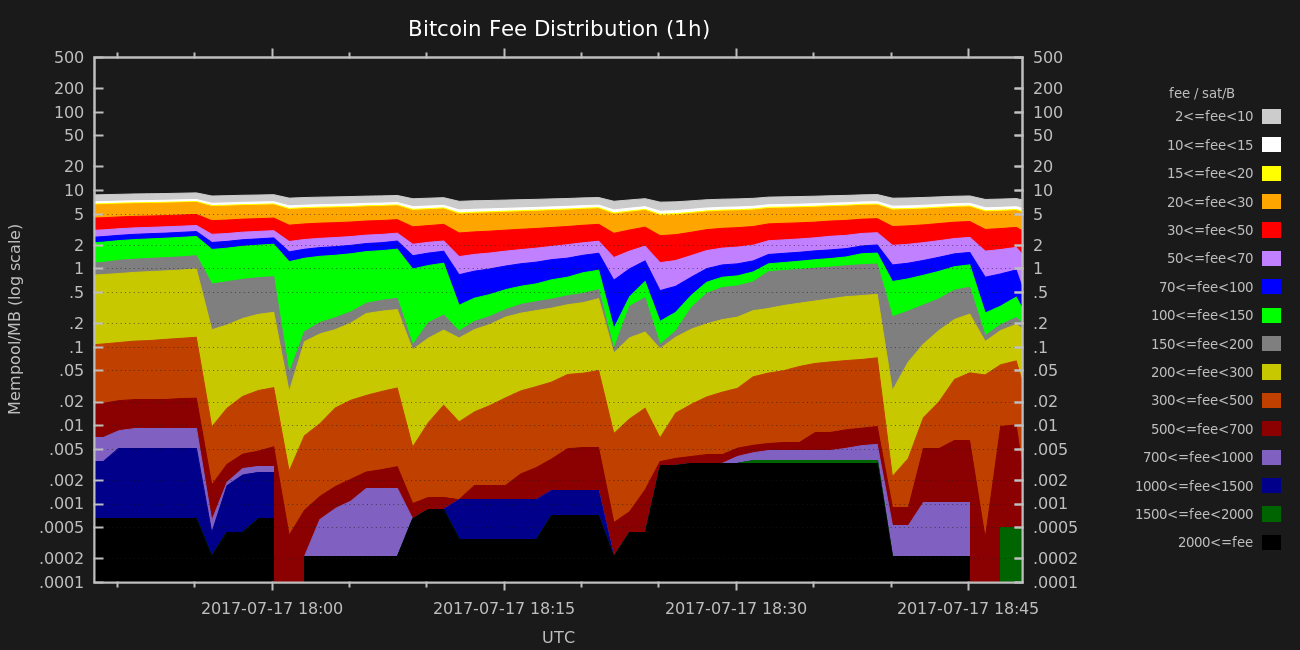 Bitcoin Fee Distribution (1h)
Mempool/MB (log scale)
500
200
100
50
20
10
5
2
1
.5
.2
.1
.05
.02
.01
.005
.002
.001
.0005
.0002
.0001
500
200
100
50
20
10
5
2
1
.5
.2
.1
.05
.02
.01
.005
.002
.001
.0005
.0002
.0001
2017-07-17 18:00
2017-07-17 18:15
2017-07-17 18:30
2017-07-17 18:45
UTC
fee / sat/B
2<=fee<10
10<=fee<15
15<=fee<20
20<=fee<30
30<=fee<50
50<=fee<70
70<=fee<100
100<=fee<150
150<=fee<200
200<=fee<300
300<=fee<500
500<=fee<700
700<=fee<1000
1000<=fee<1500
1500<=fee<2000
2000<=fee